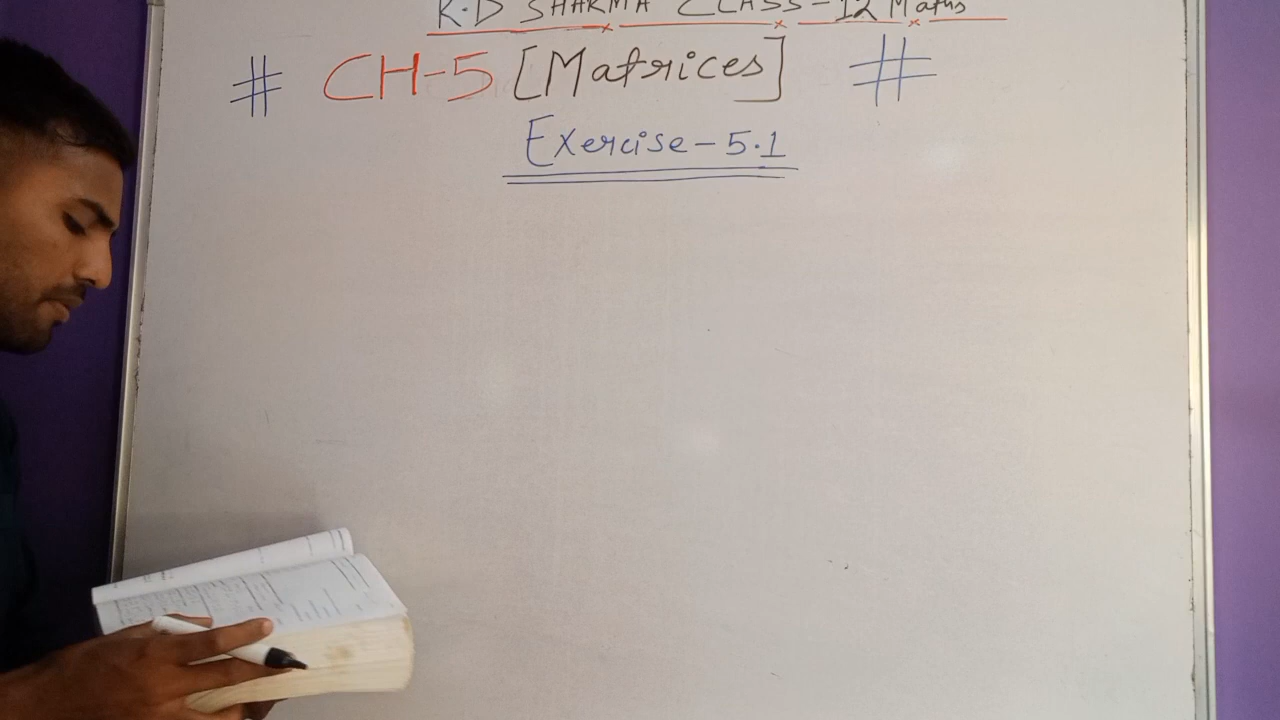 R.D SHARMA CLASS-12 Maths
# CH-5 [Matrices] #
Exercise-5.1